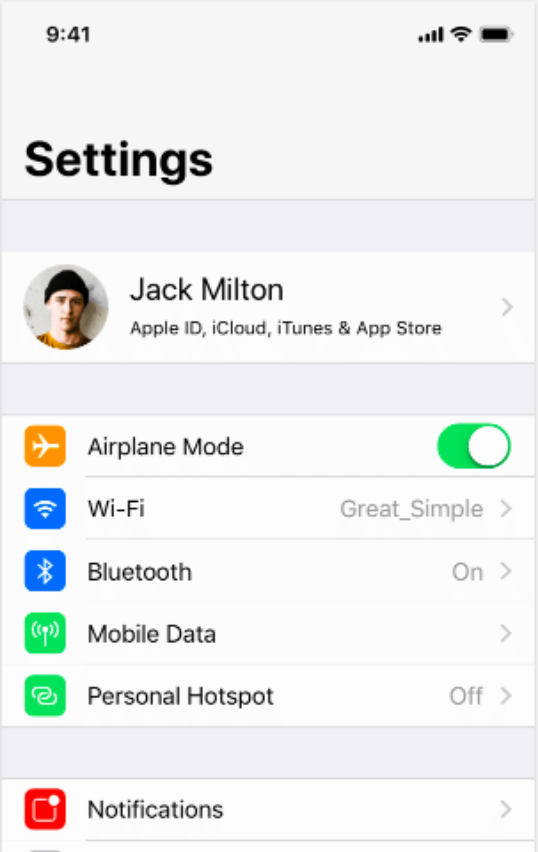 9:41
Settings
Jack Milton
Apple ID, iCloud, iTunes & App Store
Airplane Mode
Wi-Fi Great_Simple
Bluetooth On
Mobile Data
Personal Hotspot Off
Notifications